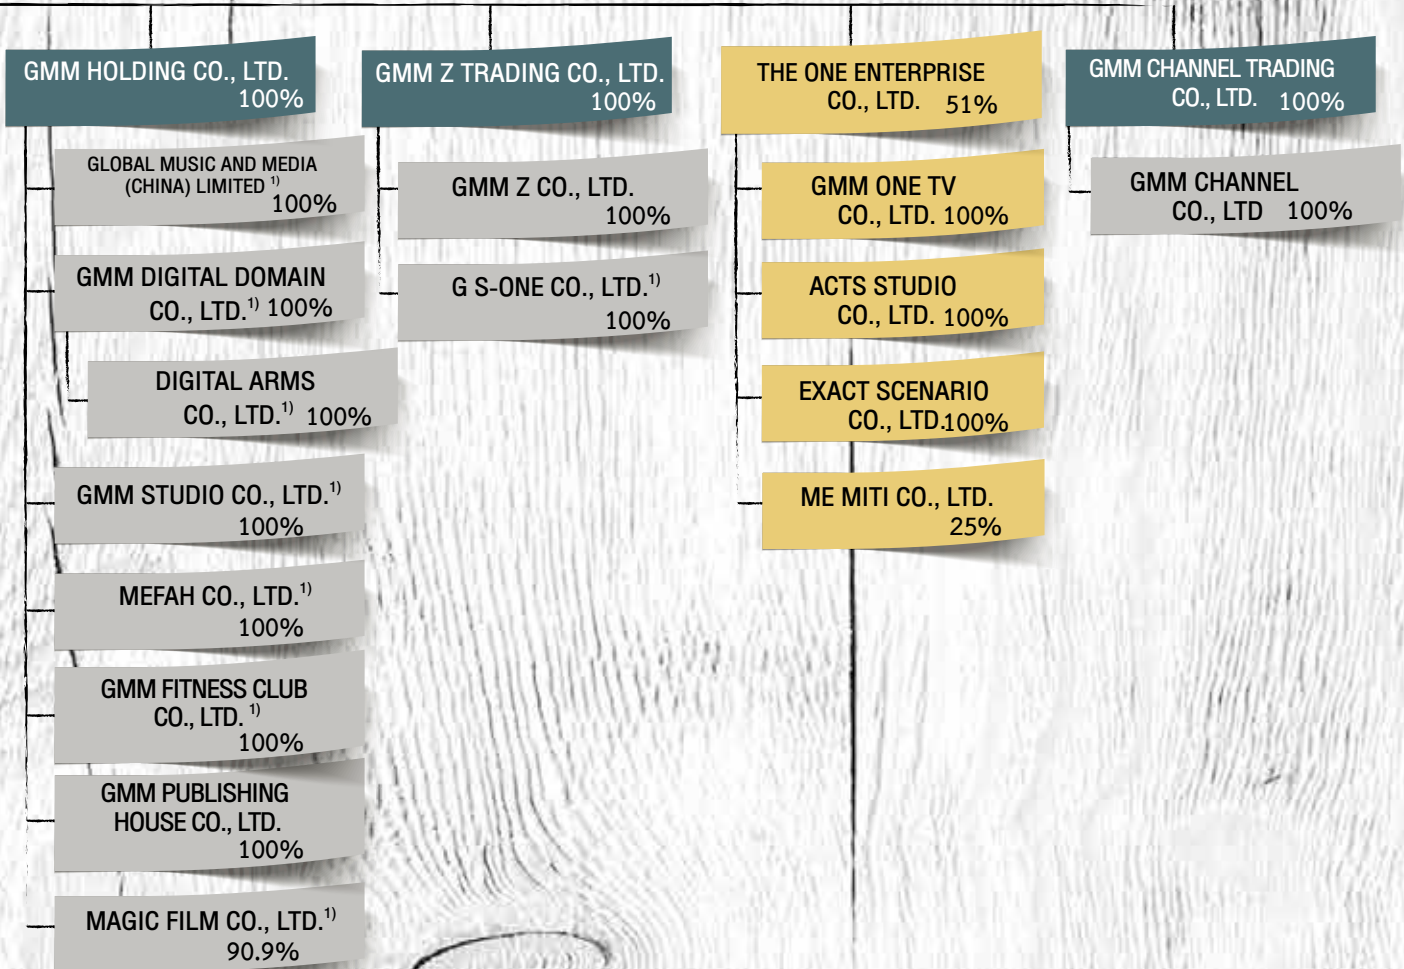 GMM HOLDING CO., LTD.
100%
GLOBAL MUSIC AND MEDIA
(CHINA) LIMITED 1)
100%
GMM DIGITAL DOMAIN
CO., LTD.1) 100%
DIGITAL ARMS
CO., LTD.1) 100%
GMM STUDIO CO., LTD.1)
100%
MEFAH CO., LTD.1)
100%
GMM FITNESS CLUB
CO., LTD. 1)
100%
GMM PUBLISHING
HOUSE CO., LTD.
100%
MAGIC FILM CO., LTD.1)
90.9%
GMM Z TRADING CO., LTD.
100%
GMM Z CO., LTD.
100%
G S-ONE CO., LTD.1)
100%
THE ONE ENTERPRISE
CO., LTD. 51%
GMM ONE TV
CO., LTD. 100%
ACTS STUDIO
CO., LTD. 100%
EXACT SCENARIO
CO., LTD.100%
ME MITI CO., LTD.
25%
GMM CHANNEL TRADING
CO., LTD. 100%
GMM CHANNEL
CO., LTD 100%